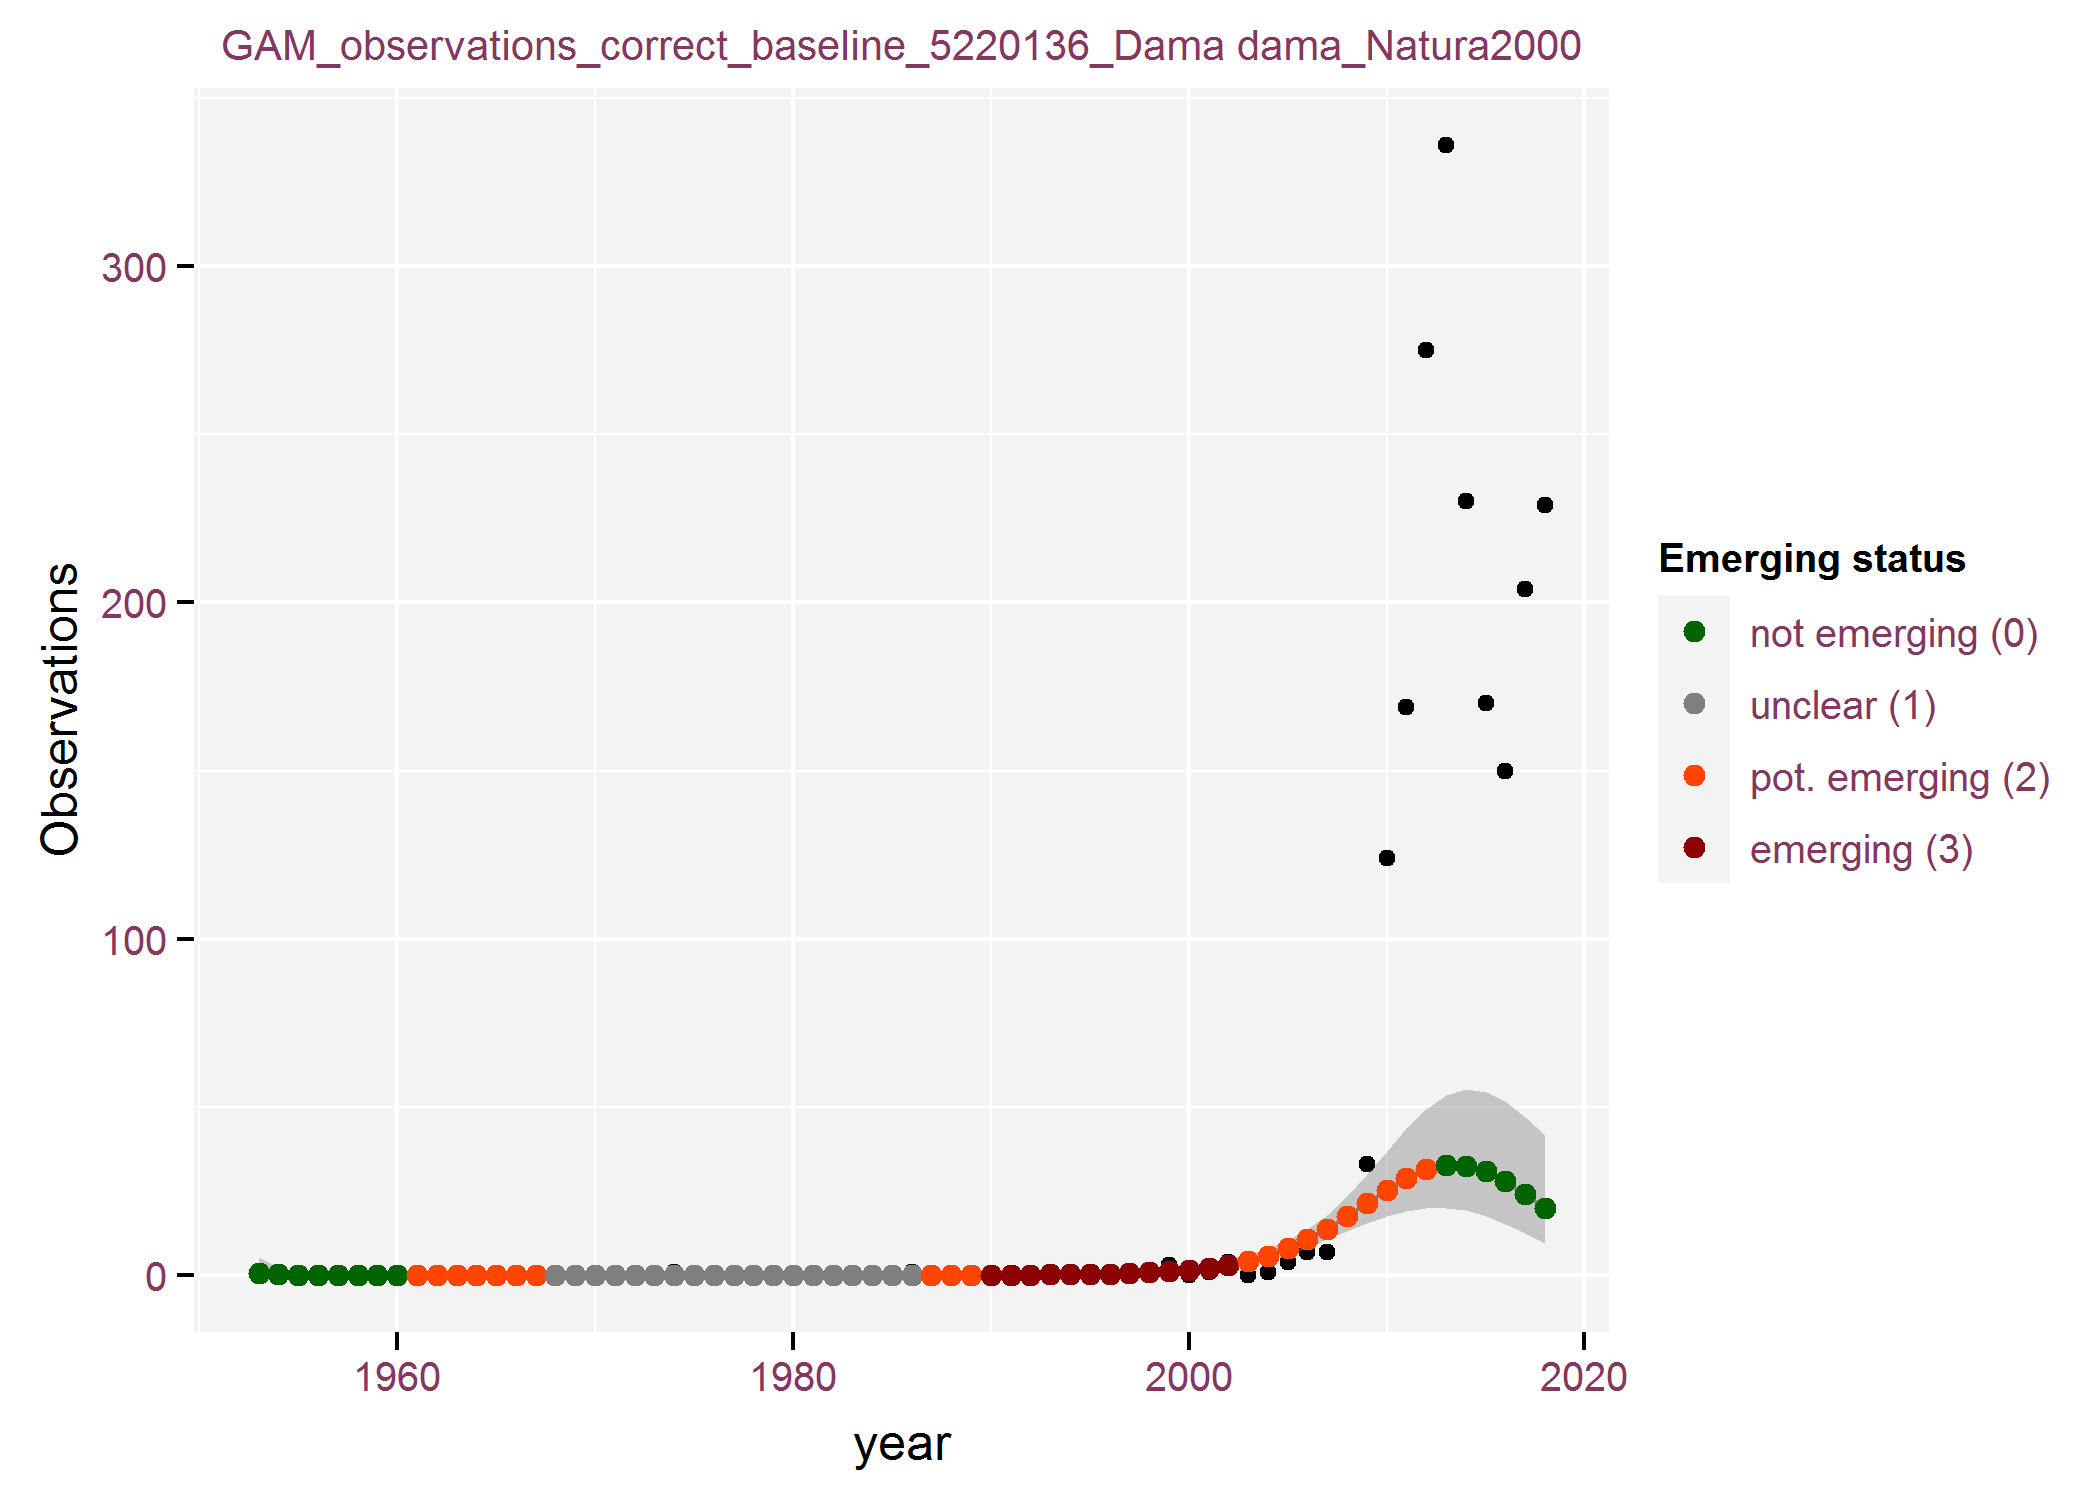 GAM_observations_correct_baseline_5220136_Dama dama_Natura2000
300
200
100
0
Observations
1960
1980
2000
2020
year
Emerging status
not emerging (0)
unclear (1)
pot. emerging (2)
emerging (3)